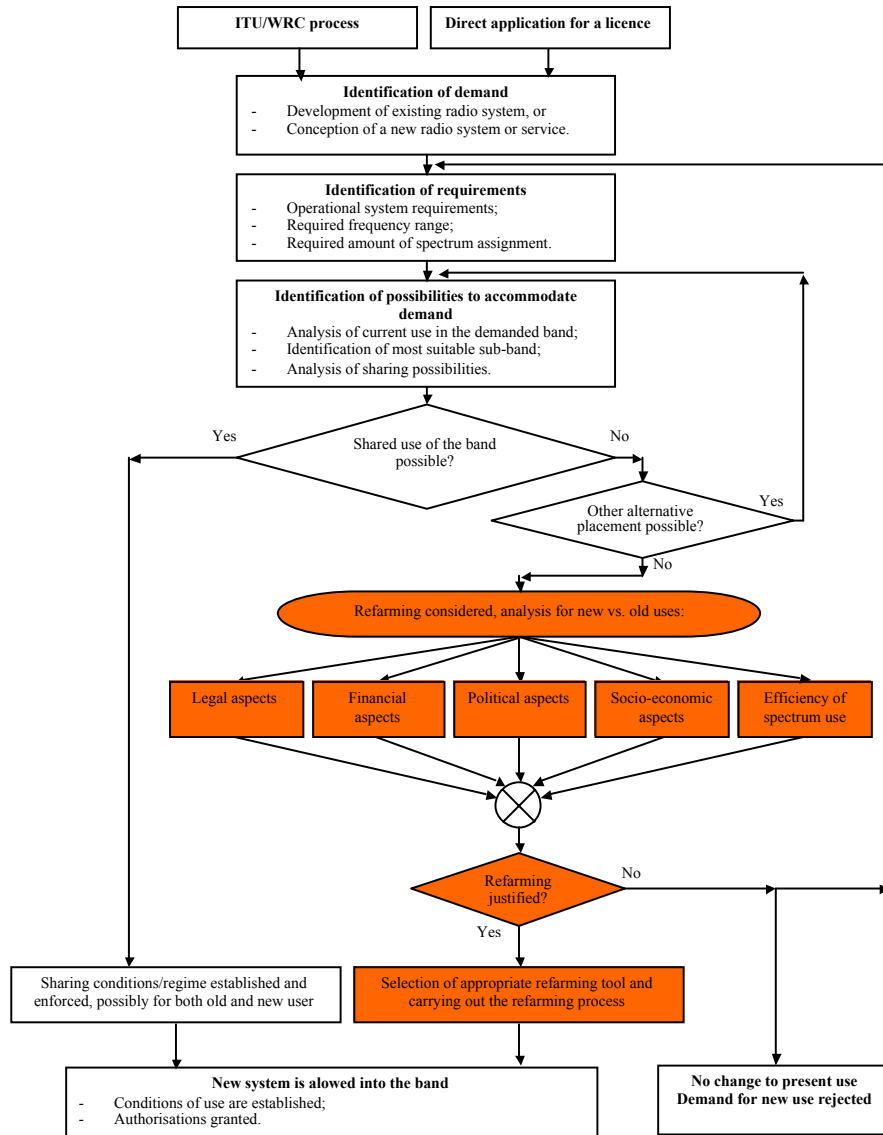 ITU/WRC process
Direct application for a licence
Identification of demand
- Development of existing radio system, or
- Conception of a new radio system or service.
Identification of requirements
- Operational system requirements;
- Required frequency range;
- Required amount of spectrum assignment.
Identification of possibilities to accommodate
demand
- Analysis of current use in the demanded band;
- Identification of most suitable sub-band;
- Analysis of sharing possibilities.
Yes
Shared use of the band
possible?
No
Other alternative
placement possible?
Yes
No
Refarming considered, analysis for new vs. old uses:
Legal aspects
Financial
aspects
Political aspects
Socio-economic
aspects
Efficiency of
spectrum use
Refarming
justified?
No
Yes
Sharing conditions/regime established and
enforced, possibly for both old and new user
Selection of appropriate refarming tool and
carrying out the refarming process
New system is alowed into the band
- Conditions of use are established;
- Authorisations granted.
No change to present use
Demand for new use rejected